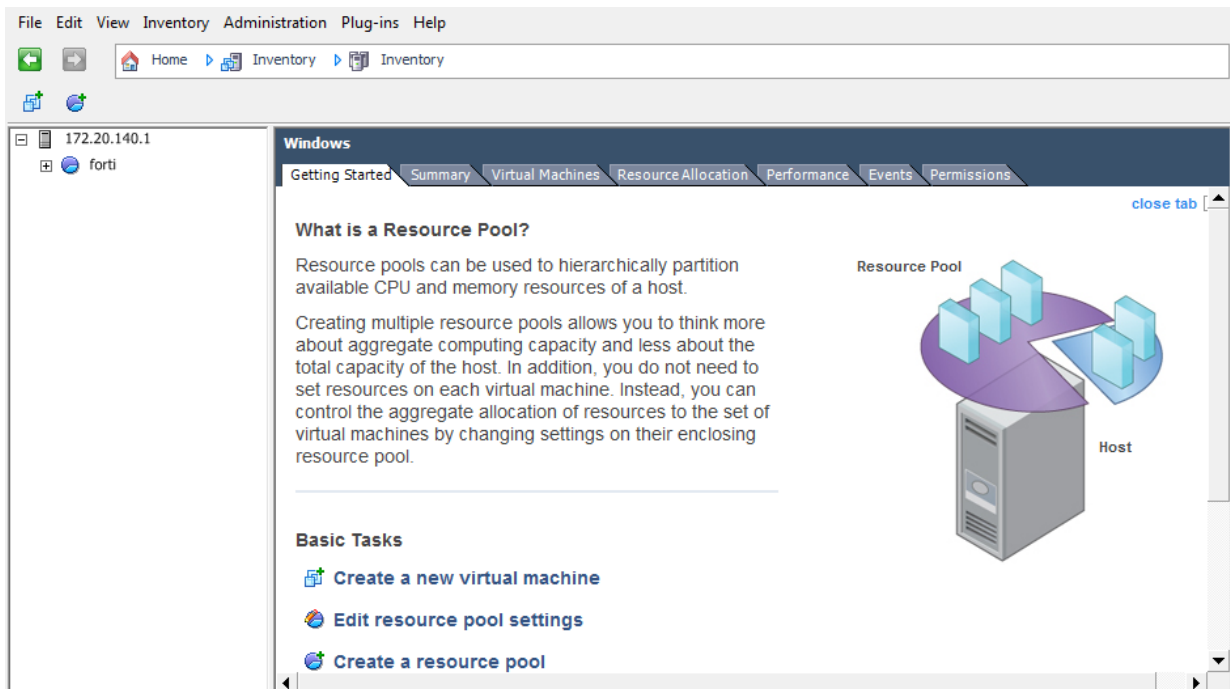 File Edit View Inventory Administration Plug-ins Help
Home Inventory Inventory
172.20.140.1
forti
Windows
Getting Started Summary Virtual Machines Resource Allocation Performance Events Permissions
close tab
What is a Resource Pool?
Resource pools can be used to hierarchically partition
available CPU and memory resources of a host.
Creating multiple resource pools allows you to think more
about aggregate computing capacity and less about the
total capacity of the host. In addition, you do not need to
set resources on each virtual machine. Instead, you can
control the aggregate allocation of resources to the set of
virtual machines by changing settings on their enclosing
resource pool.
Resource Pool
Host
Basic Tasks
Create a new virtual machine
Edit resource pool settings
Create a resource pool